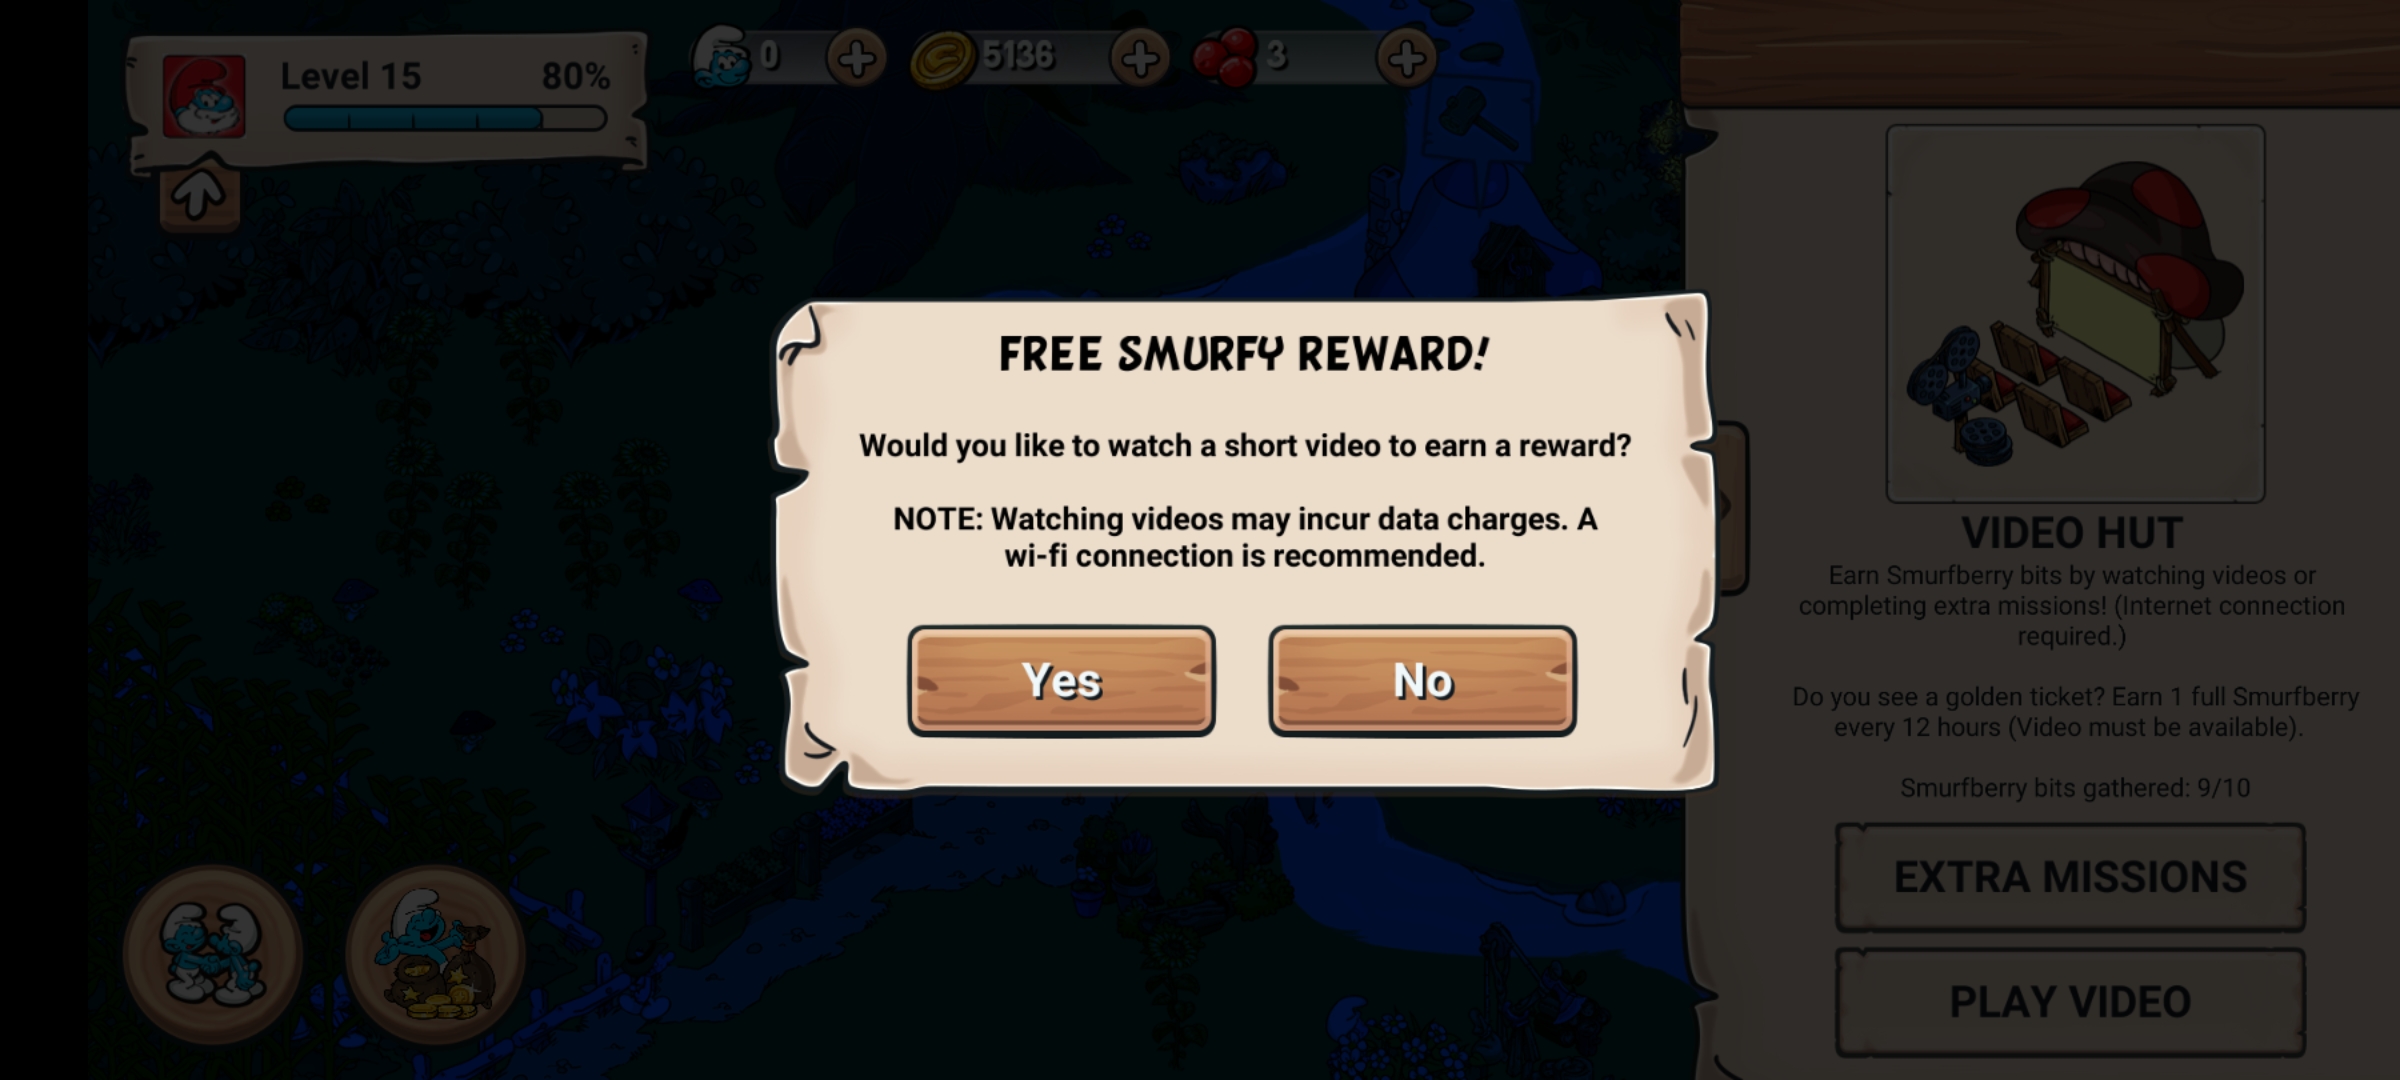 Level 15 80%
0
5136
3
FREE SMURFY REWARD!
Would you like to watch a short video to earn a reward?
NOTE: Watching videos may incur data charges. A
wi-fi connection is recommended.
Yes
No
VIDEO HUT
Earn Smurfberry bits by watching videos or
completing extra missions! (Internet connection
required.)
Do you see a golden ticket? Earn 1 full Smurfberry
every 12 hours (Video must be available).
Smurfberry bits gathered: 9/10
EXTRA MISSIONS
PLAY VIDEO